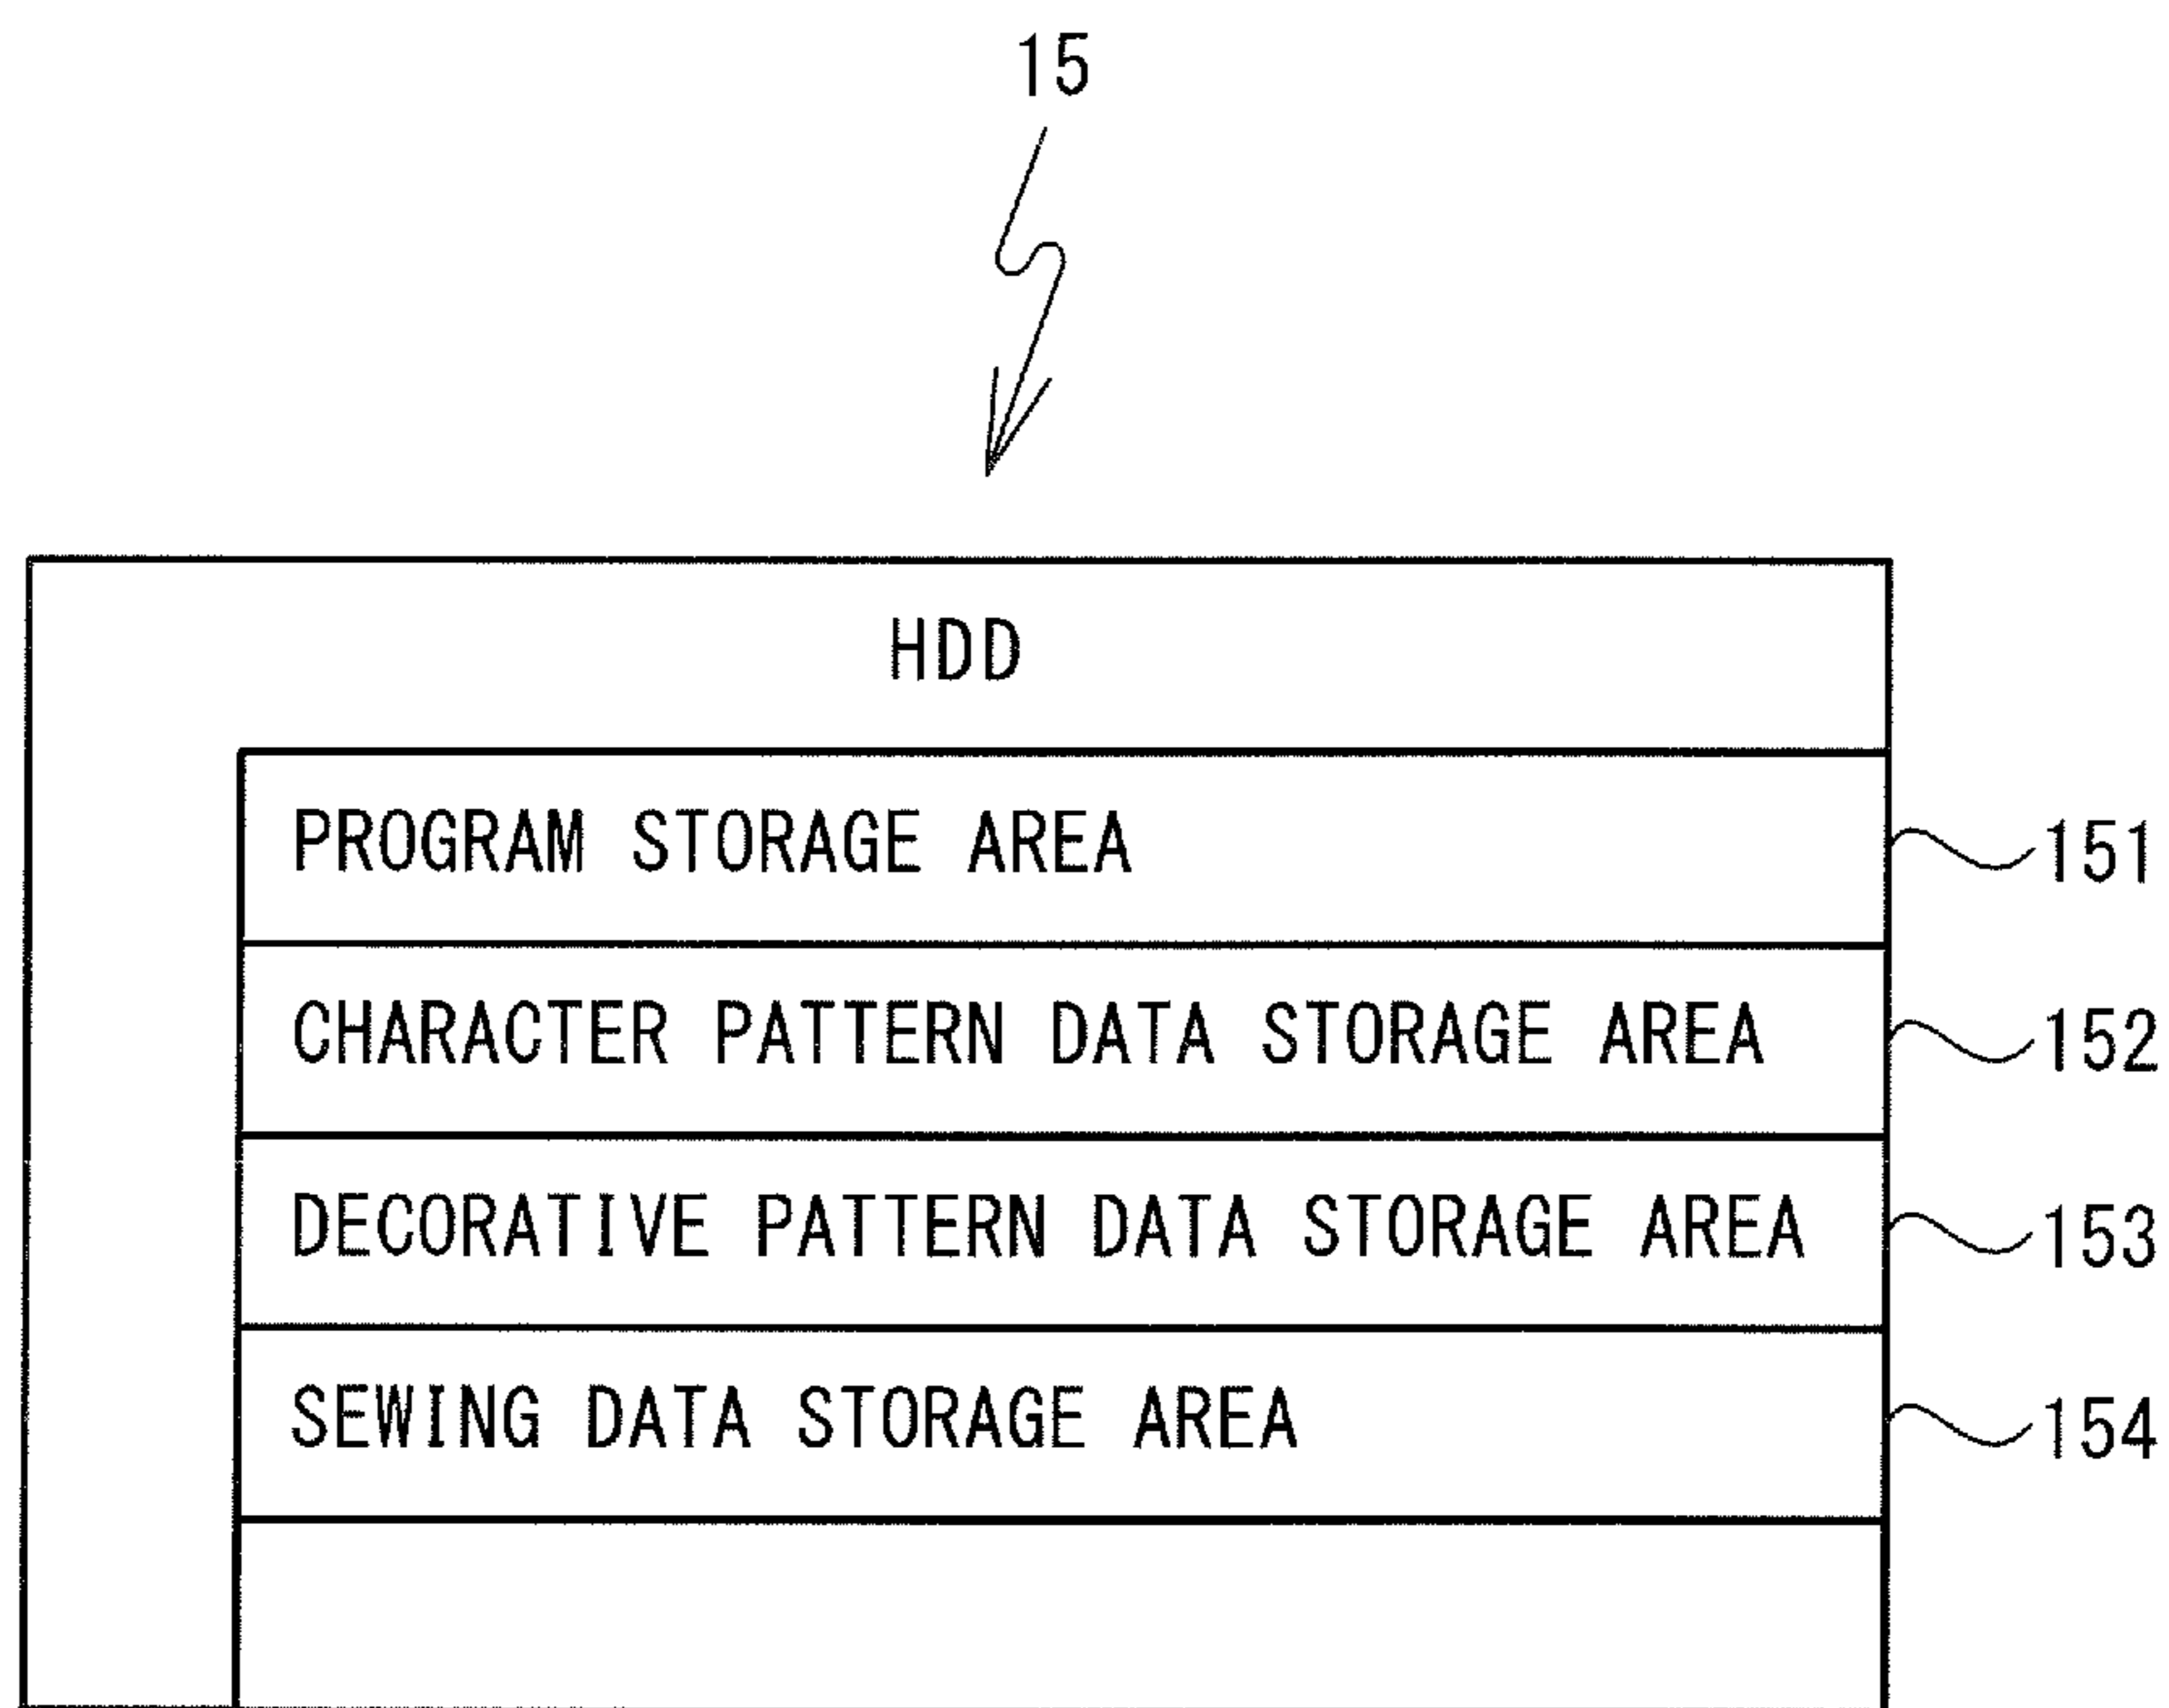 15
HDD
PROGRAM STORAGE AREA 151
CHARACTER PATTERN DATA STORAGE AREA 152
DECORATIVE PATTERN DATA STORAGE AREA 153
SEWING DATA STORAGE AREA 154